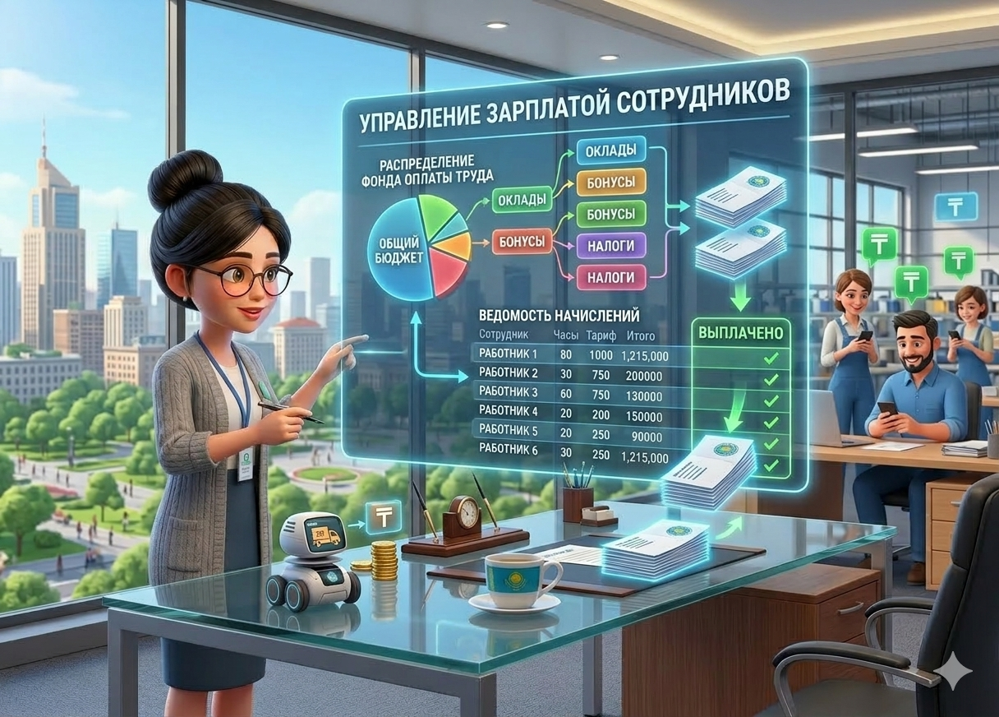 УПРАВЛЕНИЕ ЗАРПЛАТОЙ СОТРУДНИКОВ
РАСПРЕДЕЛЕНИЕ
ФОНДА ОПЛАТЫ ТРУДА
ОБЩИЙ
БЮДЖЕТ
ОКЛАДЫ
БОНУСЫ
ОКЛАДЫ
БОНУСЫ
БОНУСЫ
НАЛОГИ
НАЛОГИ
ВЕДОМОСТЬ НАЧИСЛЕНИЙ
Сотрудник Часы Тариф Итого
РАБОТНИК 1 80 1000 1,215,000
РАБОТНИК 2 30 750 200000
РАБОТНИК 3 60 750 130000
РАБОТНИК 4 20 200 150000
РАБОТНИК 5 20 250 90000
РАБОТНИК 6 30 250 1,215,000
ВЫПЛАЧЕНО
₸
₸
₸
₸
₸